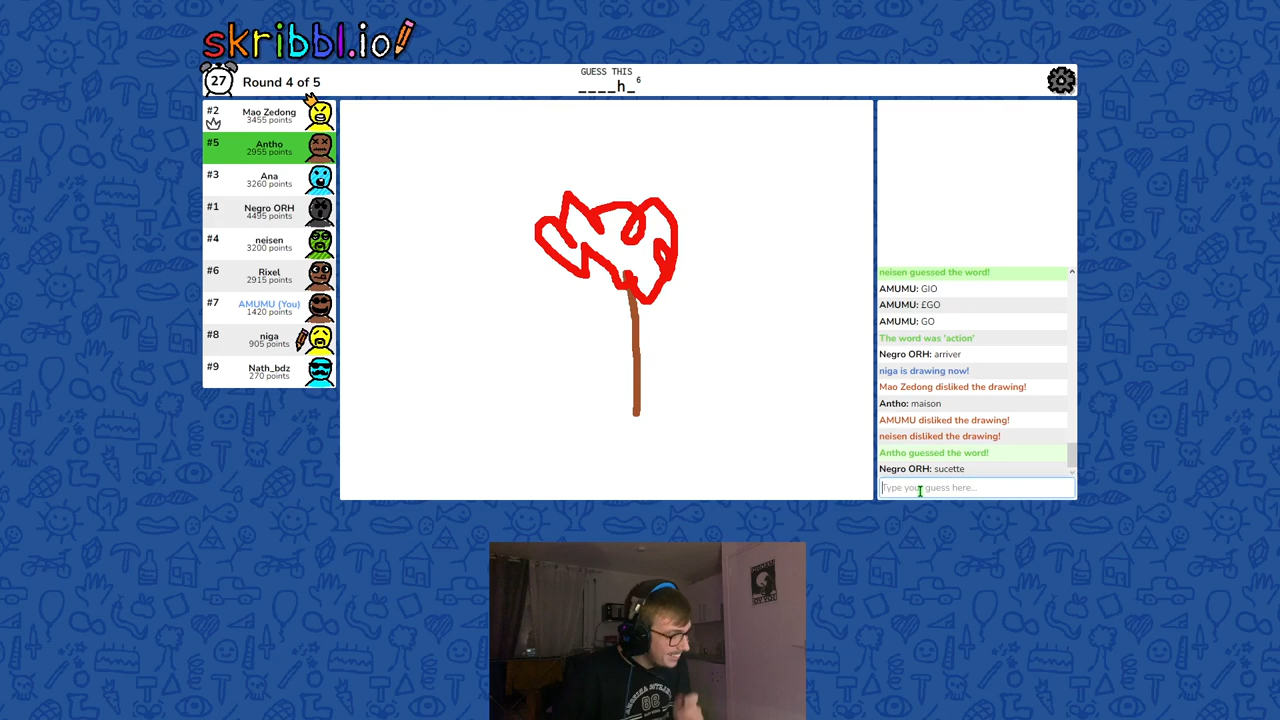 skribbl.io
27
Round 4 of 5
GUESS THIS
____h_ 6
#2
Mao Zedong
3455 points
#5
Antho
2955 points
#3
Ana
3260 points
#1
Negro ORH
4495 points
#4
neisen
3200 points
#6
Rixel
2915 points
#7
AMUMU (You)
1420 points
#8
niga
905 points
#9
Nath_bdz
270 points
neisen guessed the word!
AMUMU: GIO
AMUMU: £GO
AMUMU: GO
The word was 'action'
Negro ORH: arriver
niga is drawing now!
Mao Zedong disliked the drawing!
Antho: maison
AMUMU disliked the drawing!
neisen disliked the drawing!
Antho guessed the word!
Negro ORH: sucette
Type your guess here...